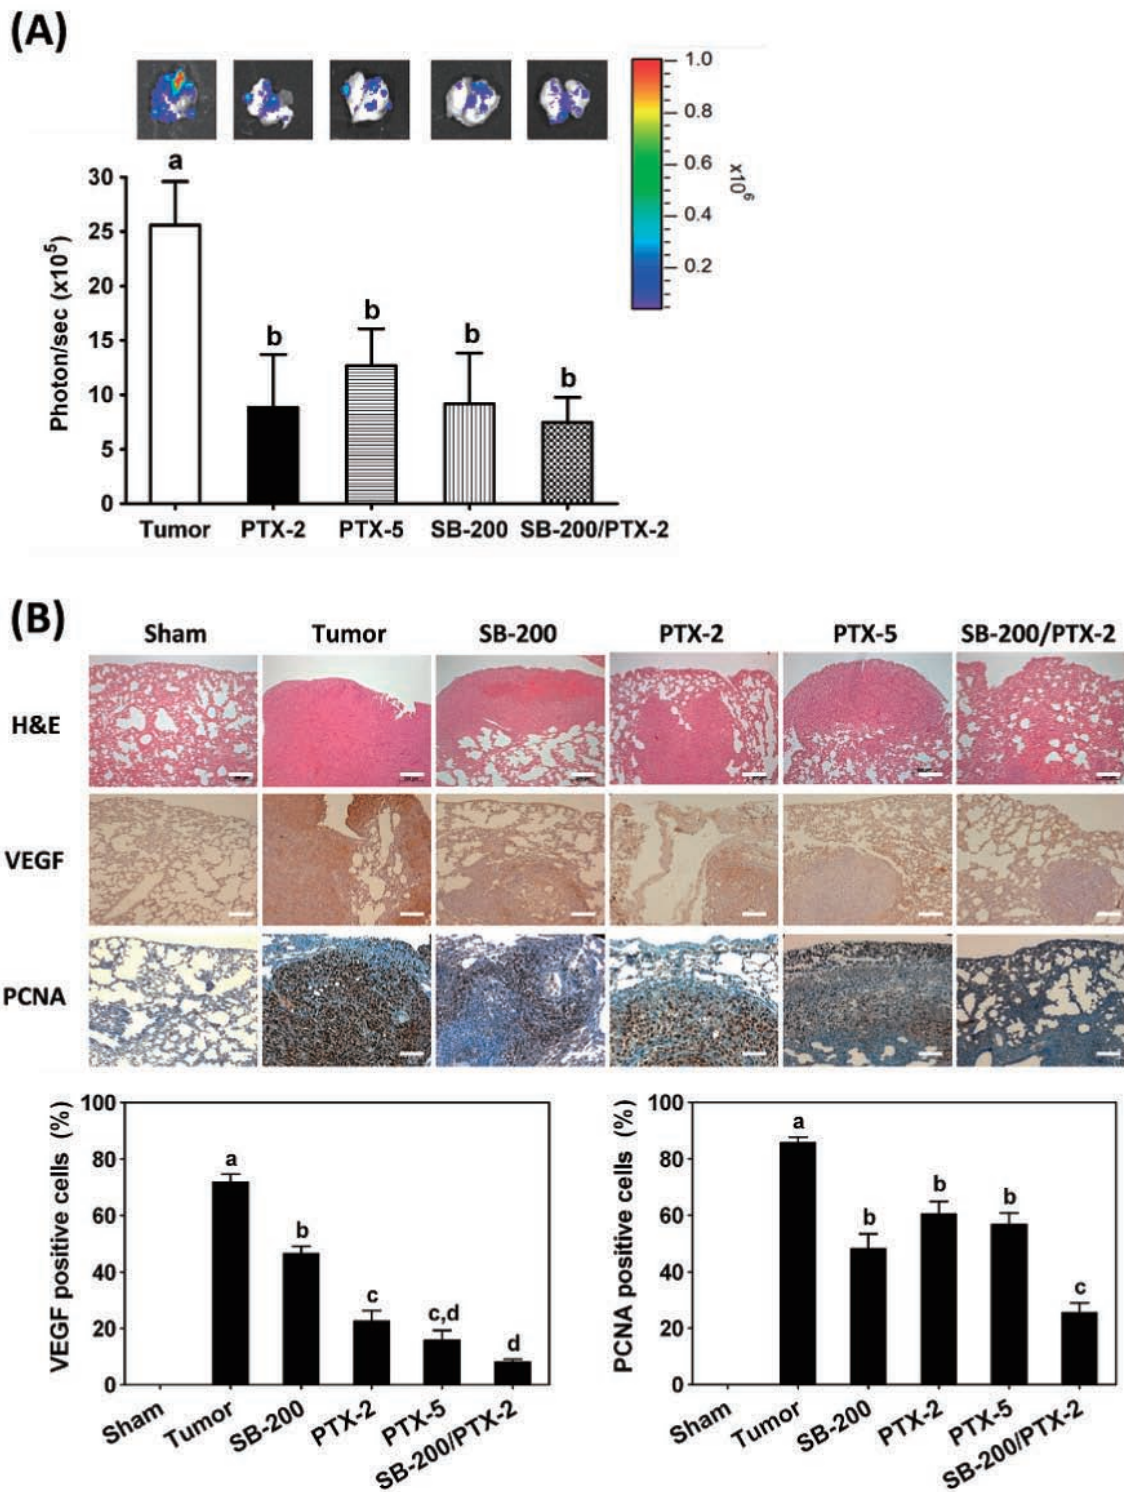 (A)
1.0
0.8
0.6
0.4
0.2
x10⁶
Photon/sec (x10⁵)
30
25
20
15
10
5
0
a
b
b
b
b
Tumor PTX-2 PTX-5 SB-200 SB-200/PTX-2
(B)
Sham Tumor SB-200 PTX-2 PTX-5 SB-200/PTX-2
H&E
VEGF
PCNA
VEGF positive cells (%)
100
80
60
40
20
0
a
b
c
c,d
d
Sham
Tumor
SB-200
PTX-2
PTX-5
SB-200/PTX-2
PCNA positive cells (%)
100
80
60
40
20
0
a
b
b
b
c
Sham
Tumor
SB-200
PTX-2
PTX-5
SB-200/PTX-2